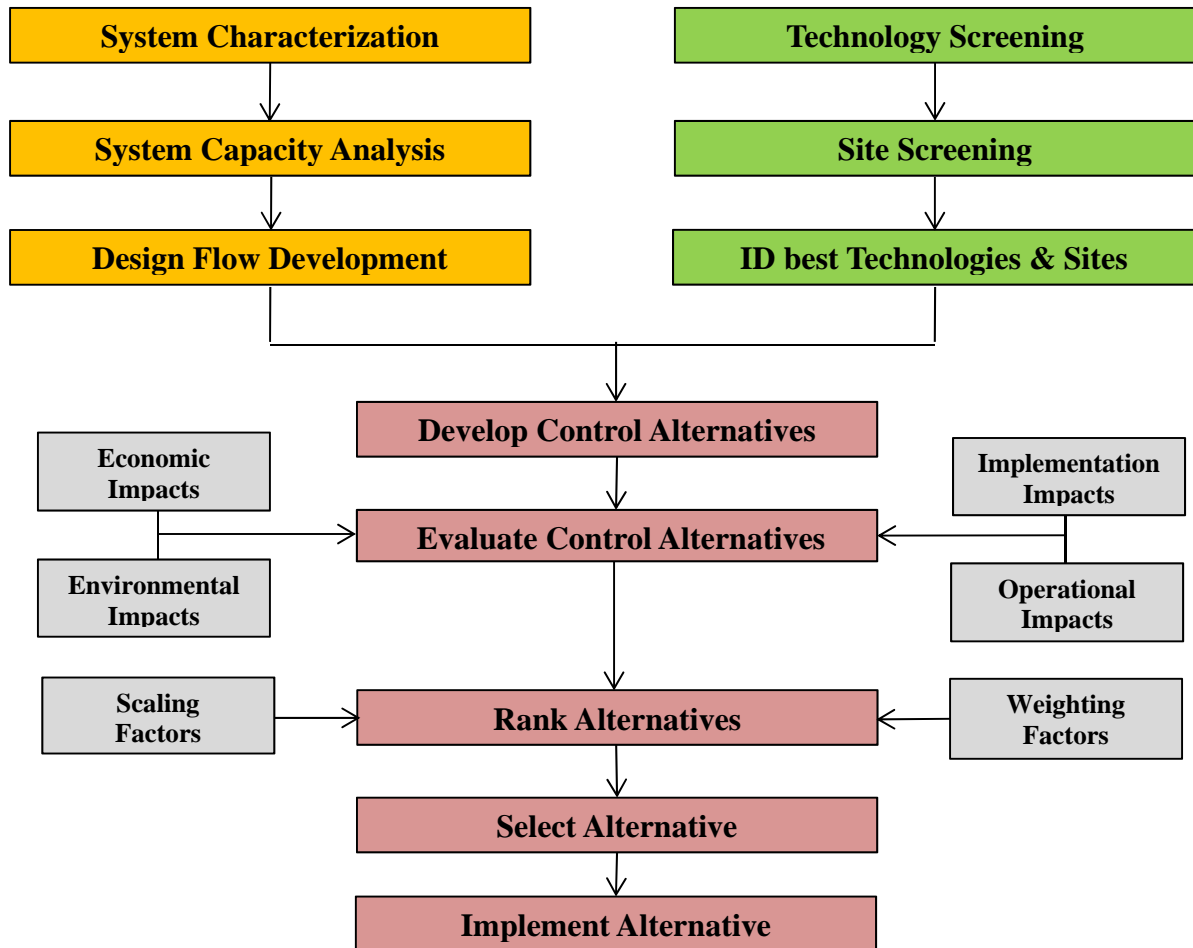 System Characterization
Technology Screening
System Capacity Analysis
Site Screening
Design Flow Development
ID best Technologies & Sites
Develop Control Alternatives
Economic
Impacts
Implementation
Impacts
Evaluate Control Alternatives
Environmental
Impacts
Operational
Impacts
Scaling
Factors
Rank Alternatives
Weighting
Factors
Select Alternative
Implement Alternative